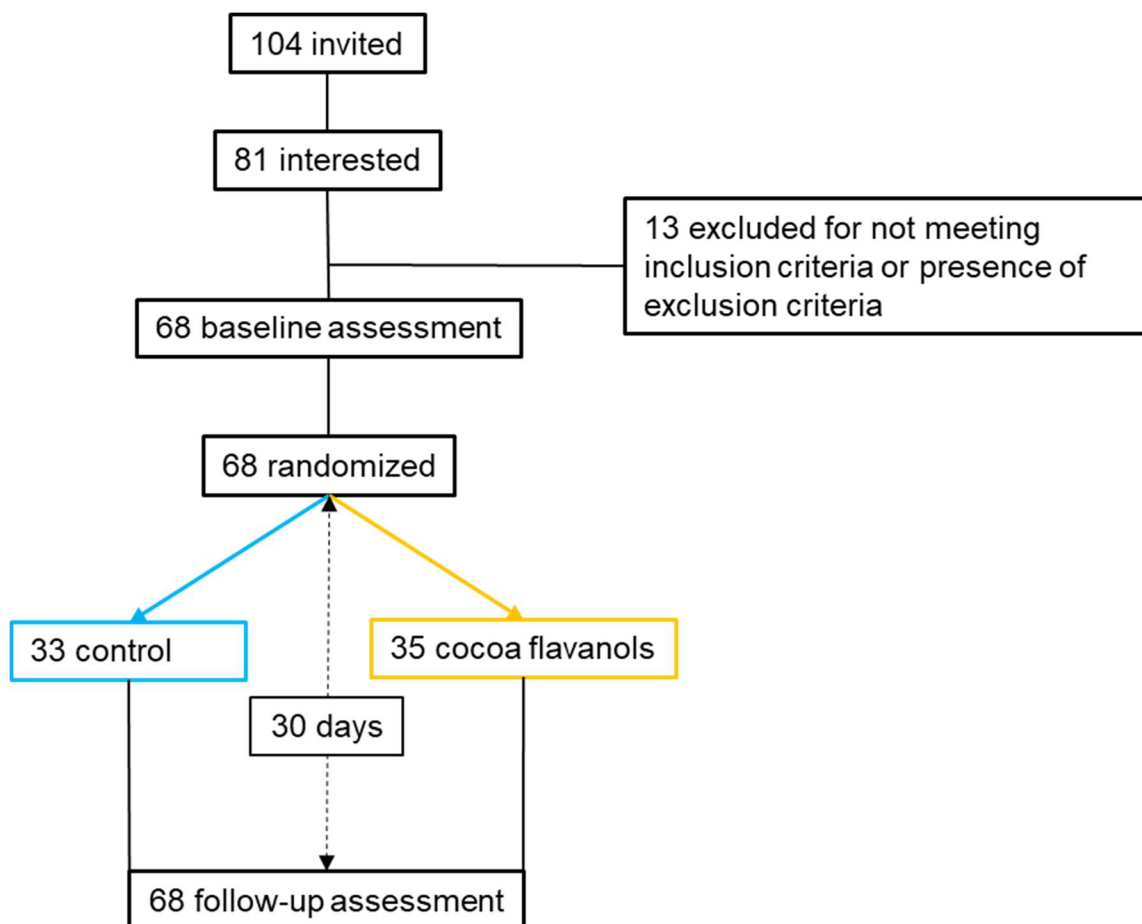 104 invited
81 interested
13 excluded for not meeting
inclusion criteria or presence of
exclusion criteria
68 baseline assessment
68 randomized
33 control
35 cocoa flavanols
30 days
68 follow-up assessment